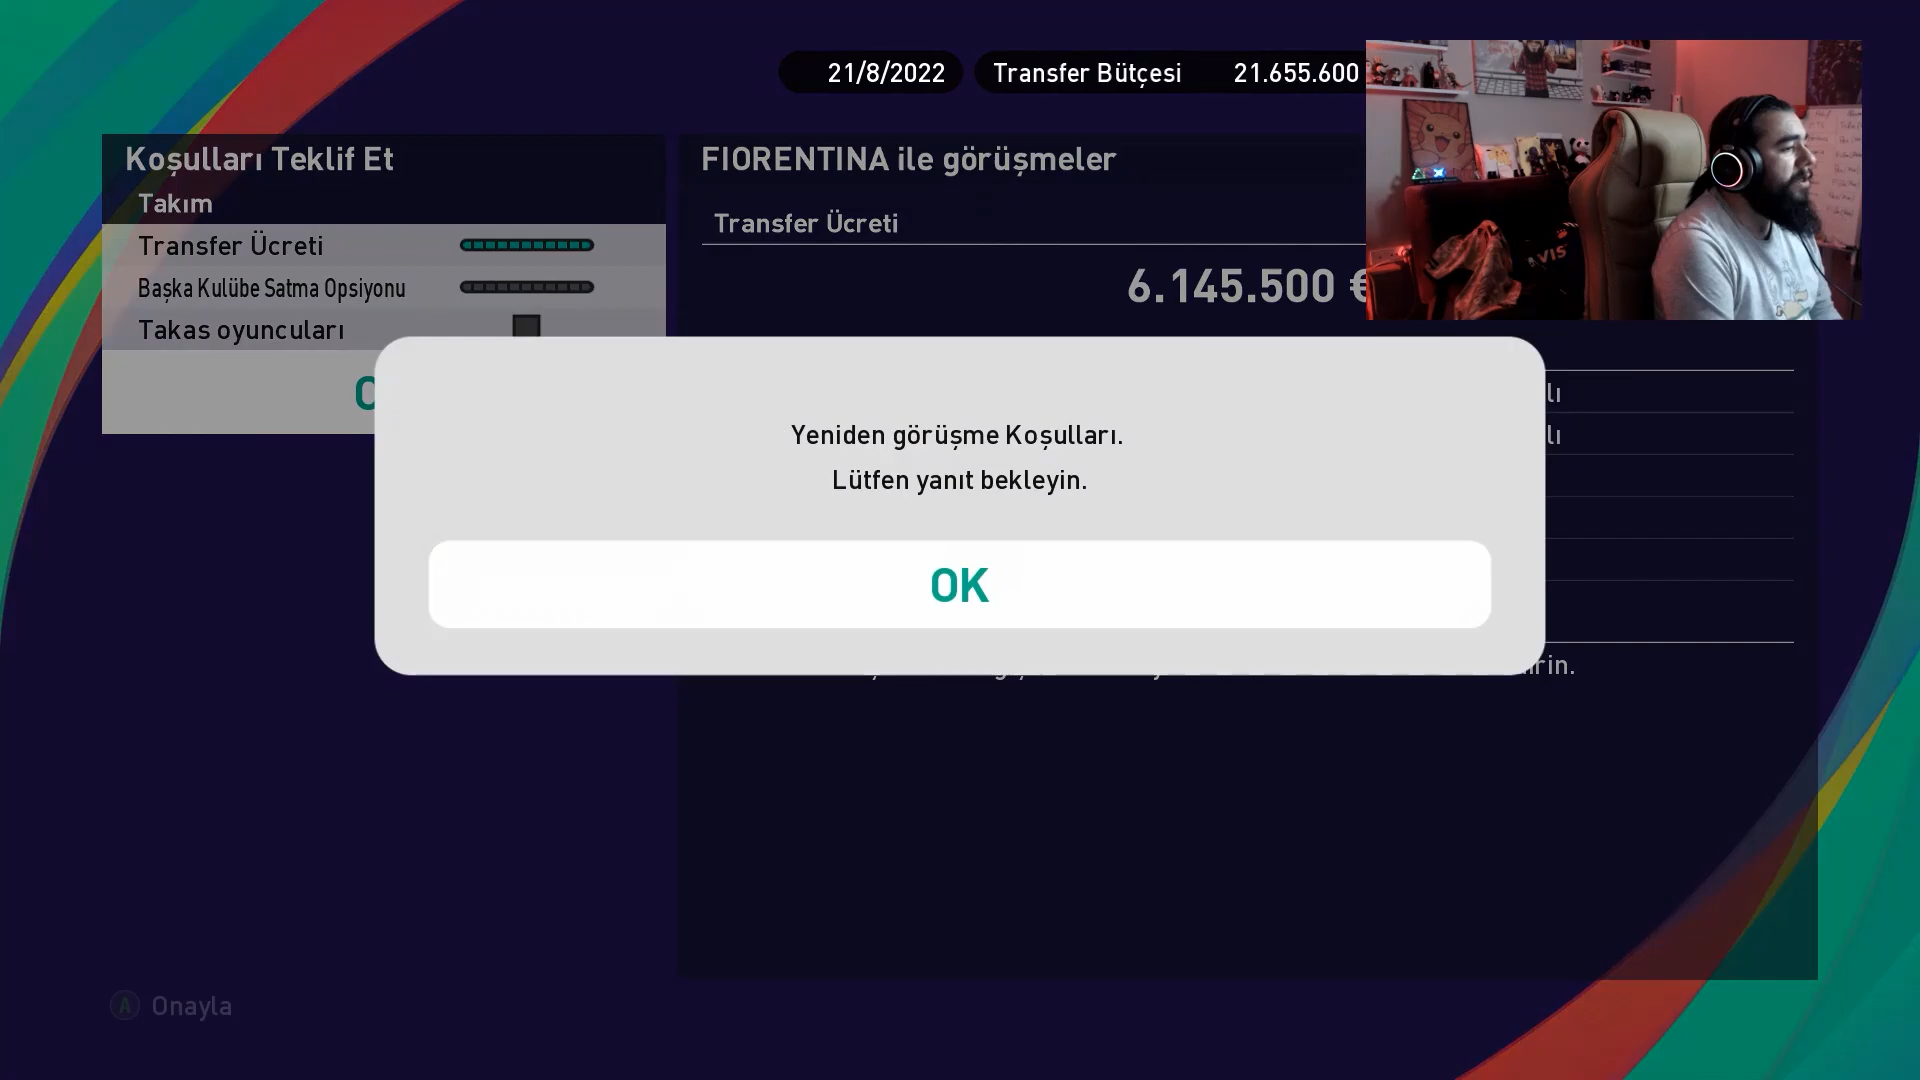 21/8/2022
Transfer Bütçesi 21.655.600
Koşulları Teklif Et
Takım
Transfer Ücreti
Başka Kulübe Satma Opsiyonu
Takas oyuncuları
FIORENTINA ile görüşmeler
Transfer Ücreti
6.145.500 €
Yeniden görüşme Koşulları.
Lütfen yanıt bekleyin.
OK
A Onayla